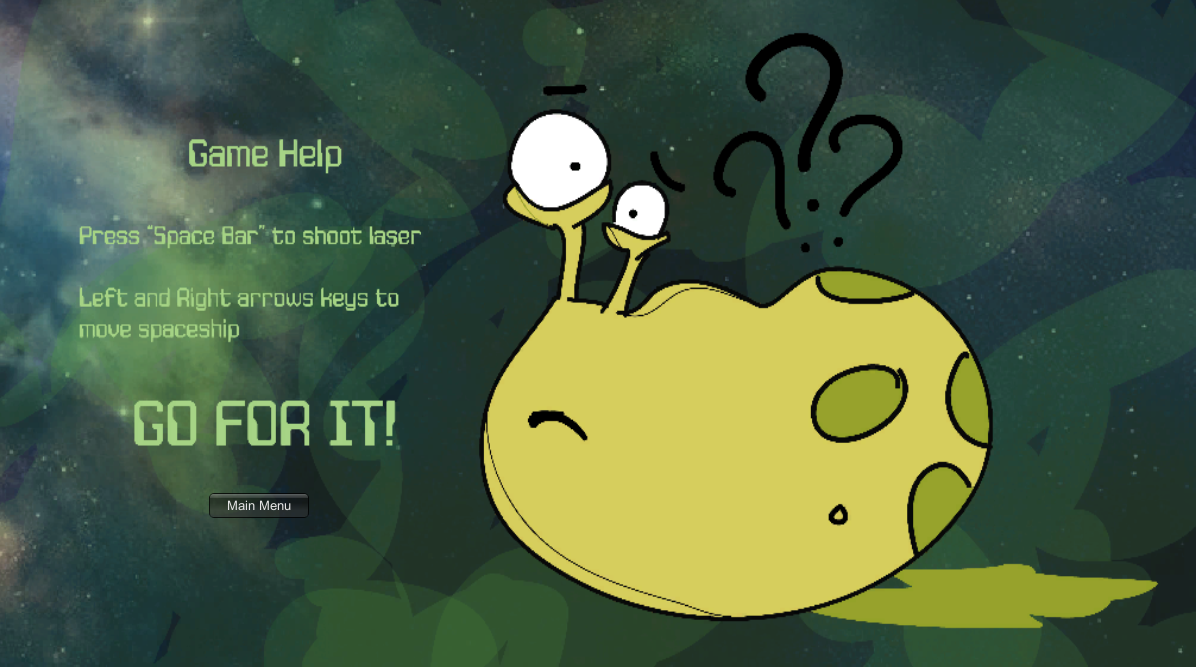 Game Help
Press "Space Bar" to shoot laser
Left and Right arrows keys to
move spaceship
GO FOR IT!
Main Menu
???